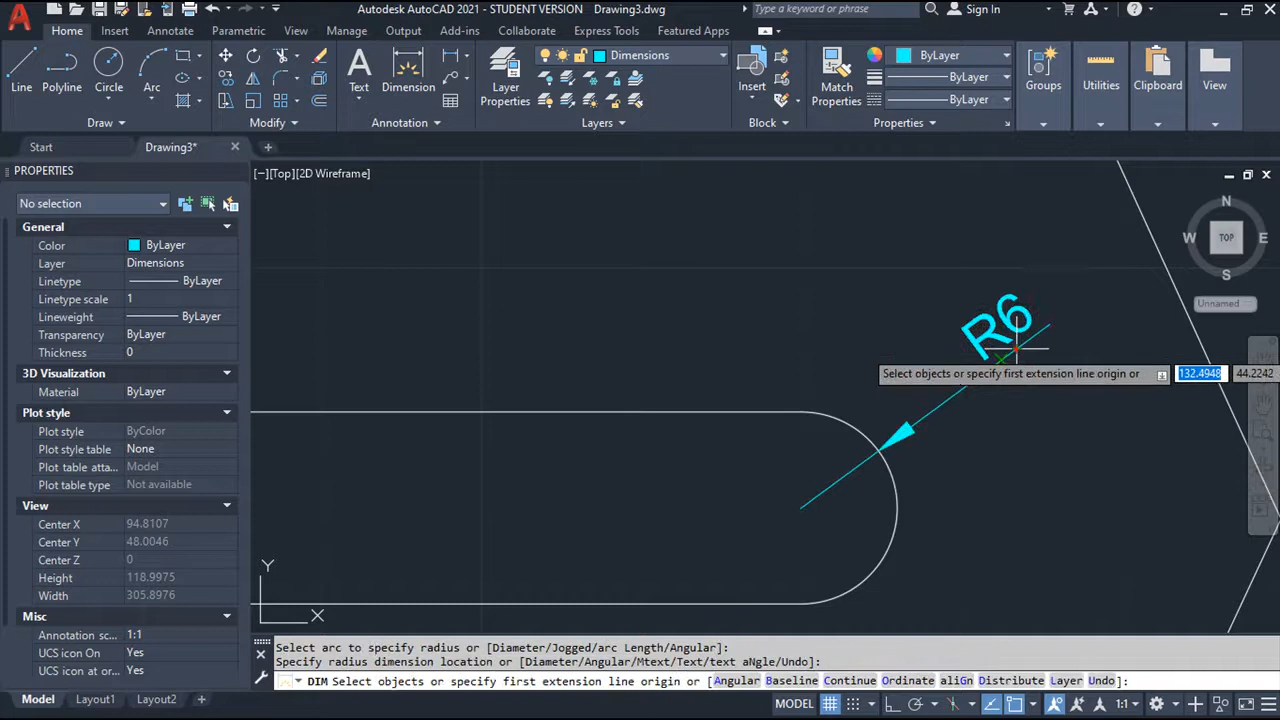 Autodesk AutoCAD 2021 - STUDENT VERSION Drawing3.dwg
Type a keyword or phrase
Sign In
Home Insert Annotate Parametric View Manage Output Add-ins Collaborate Express Tools Featured Apps
Line Polyline Circle Arc
Text Dimension
Layer Properties
Dimensions
Insert
Match Properties
ByLayer
ByLayer
ByLayer
Groups Utilities Clipboard View
Draw Modify Annotation Layers Block Properties
Start Drawing3*
PROPERTIES
[−][Top][2D Wireframe]
No selection
General
Color ByLayer
Layer Dimensions
Linetype ByLayer
Linetype scale 1
Lineweight ByLayer
Transparency ByLayer
Thickness 0
3D Visualization
Material ByLayer
Plot style
Plot style ByColor
Plot style table None
Plot table atta... Model
Plot table type Not available
View
Center X 94.8107
Center Y 48.0046
Center Z 0
Height 118.9975
Width 305.8976
Misc
Annotation sc... 1:1
UCS icon On Yes
UCS icon at or... Yes
N
W TOP E
S
Unnamed
R6
Select objects or specify first extension line origin or 132.4948 44.2242
Y
X
Select arc to specify radius or [Diameter/Jogged/arc Length/Angular]:
Specify radius dimension location or [Diameter/Angular/Mtext/Text/text aNgle/Undo]:
DIM Select objects or specify first extension line origin or [Angular Baseline Continue Ordinate aliGn Distribute Layer Undo]:
Model Layout1 Layout2
MODEL 1:1